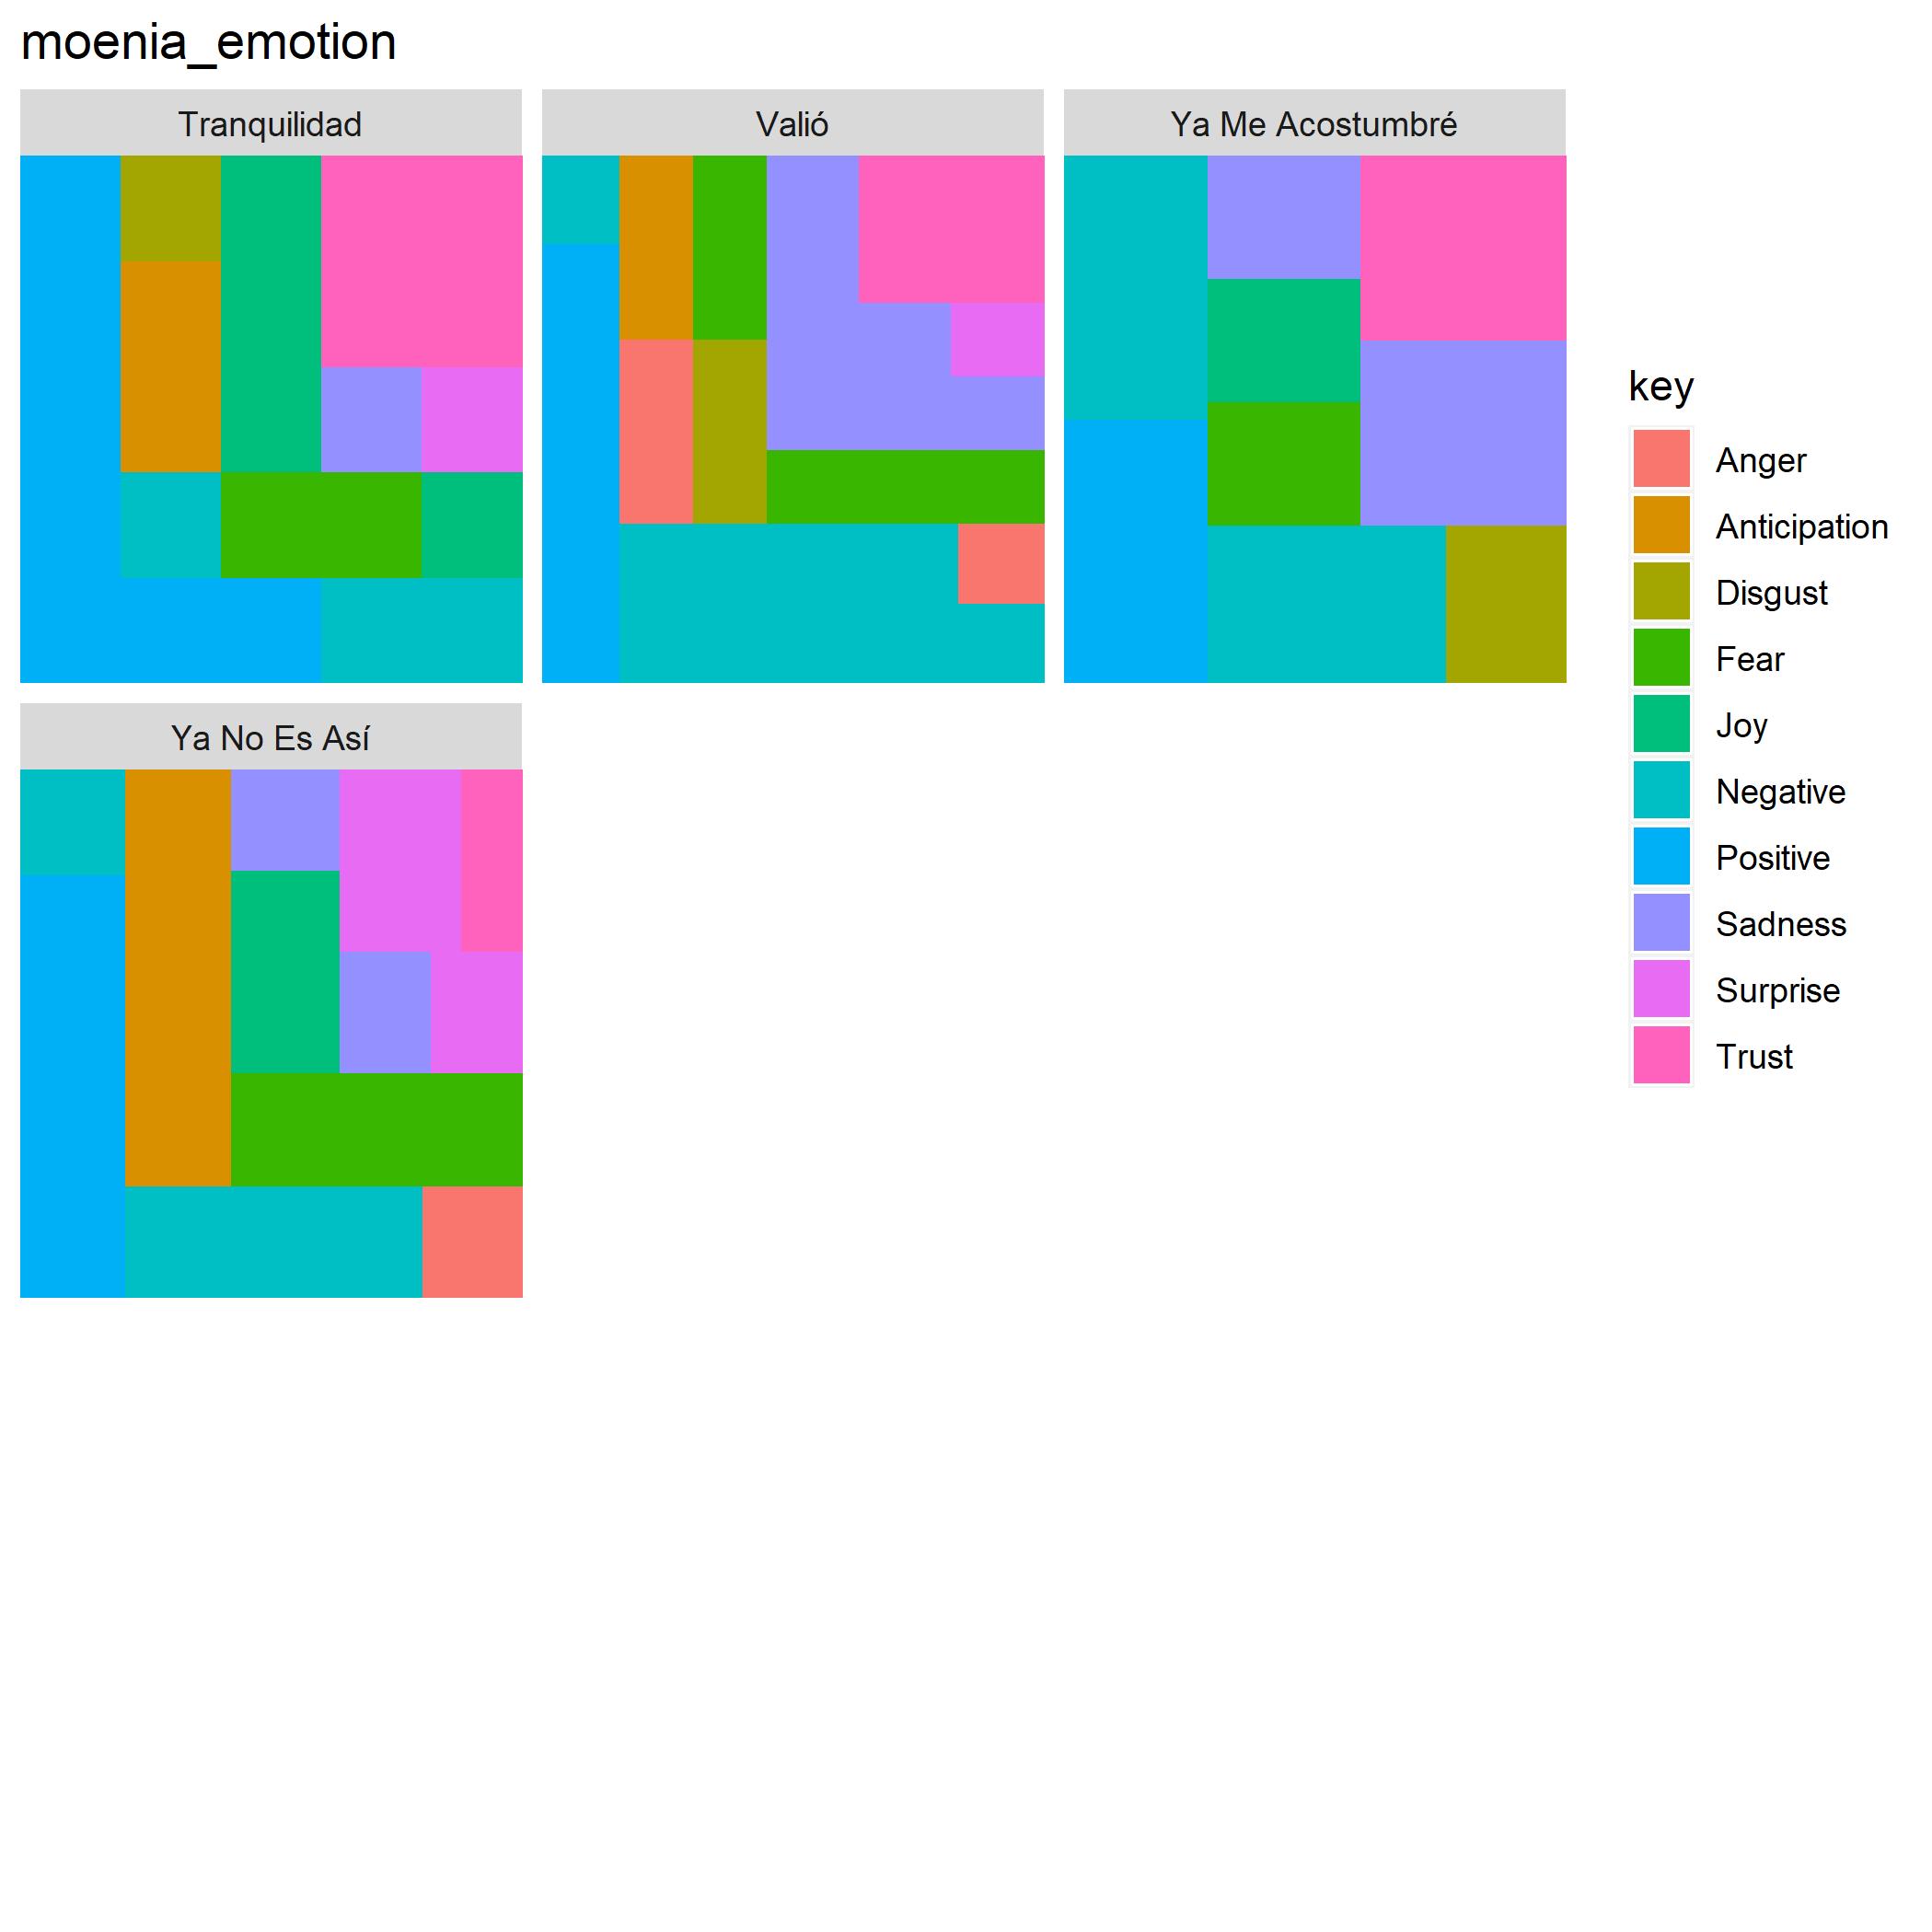 moenia_emotion
Tranquilidad
Valió
Ya Me Acostumbré
Ya No Es Así
key
Anger
Anticipation
Disgust
Fear
Joy
Negative
Positive
Sadness
Surprise
Trust